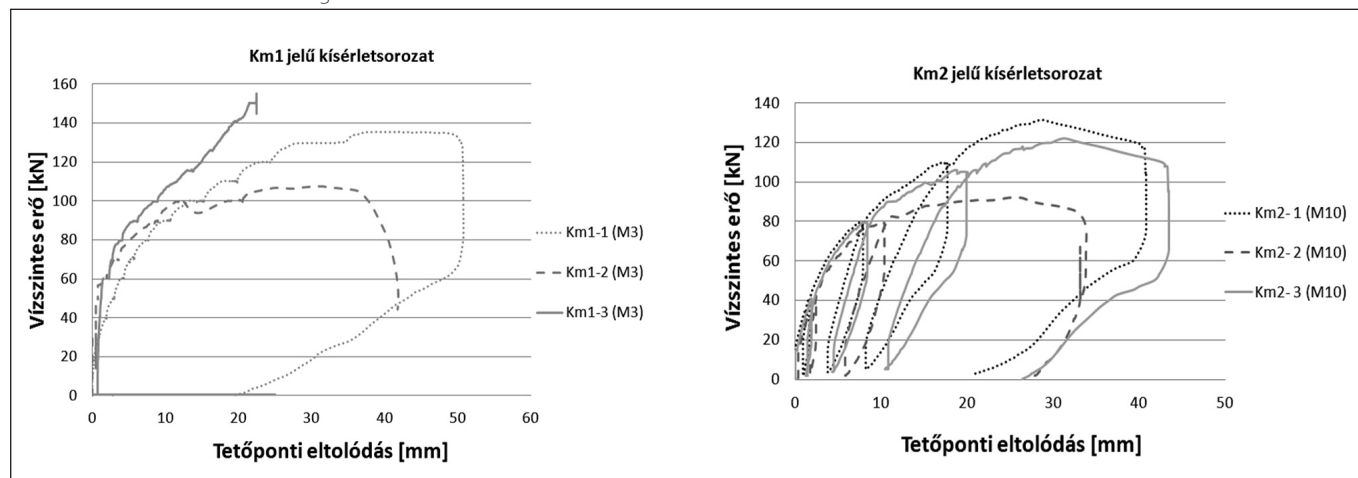 Km1 jelű kísérletsorozat
Vízszintes erő [kN]
160
140
120
100
80
60
40
20
0
0 10 20 30 40 50 60
Tetőponti eltolódás [mm]
Km1-1 (M3)
Km1-2 (M3)
Km1-3 (M3)
Km2 jelű kísérletsorozat
Vízszintes erő [kN]
140
120
100
80
60
40
20
0
0 10 20 30 40 50
Tetőponti eltolódás [mm]
Km2- 1 (M10)
Km2- 2 (M10)
Km2- 3 (M10)